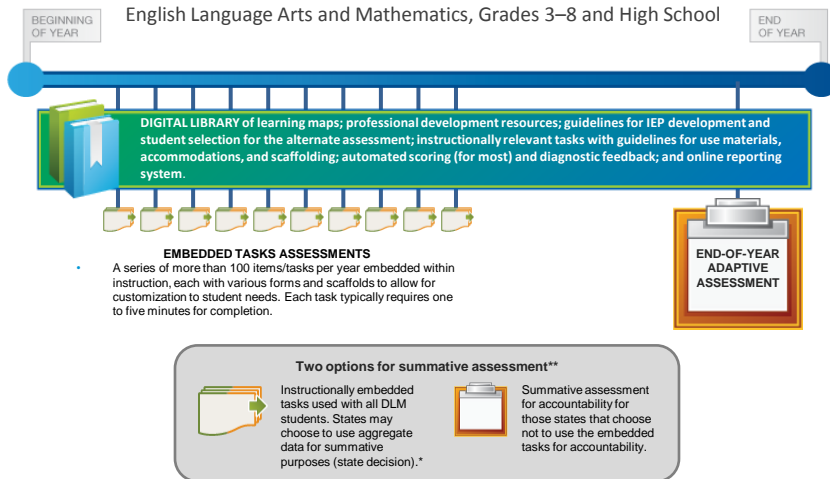 English Language Arts and Mathematics, Grades 3–8 and High School
BEGINNING
OF YEAR
END
OF YEAR
DIGITAL LIBRARY of learning maps; professional development resources; guidelines for IEP development and
student selection for the alternate assessment; instructionally relevant tasks with guidelines for use materials,
accommodations, and scaffolding; automated scoring (for most) and diagnostic feedback; and online reporting
system.
EMBEDDED TASKS ASSESSMENTS
• A series of more than 100 items/tasks per year embedded within
instruction, each with various forms and scaffolds to allow for
customization to student needs. Each task typically requires one
to five minutes for completion.
END-OF-YEAR
ADAPTIVE
ASSESSMENT
Two options for summative assessment**
Instructionally embedded
tasks used with all DLM
students. States may
choose to use aggregate
data for summative
purposes (state decision).*
Summative assessment
for accountability for
those states that choose
not to use the embedded
tasks for accountability.